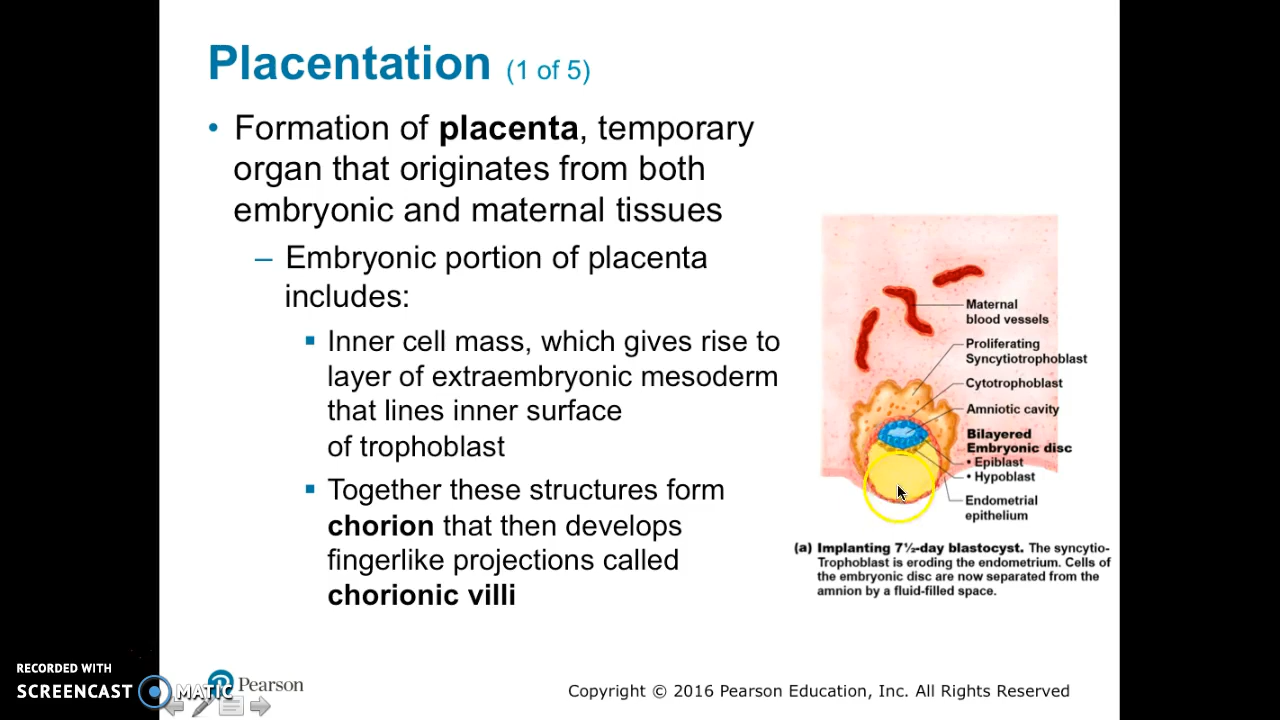 Placentation (1 of 5)
• Formation of placenta, temporary
organ that originates from both
embryonic and maternal tissues
– Embryonic portion of placenta
includes:
▪ Inner cell mass, which gives rise to
layer of extraembryonic mesoderm
that lines inner surface
of trophoblast
▪ Together these structures form
chorion that then develops
fingerlike projections called
chorionic villi
Maternal
blood vessels
Proliferating
Syncytiotrophoblast
Cytotrophoblast
Amniotic cavity
Bilayered
Embryonic disc
• Epiblast
• Hypoblast
Endometrial
epithelium
(a) Implanting 7½-day blastocyst. The syncytio-
Trophoblast is eroding the endometrium. Cells of
the embryonic disc are now separated from the
amnion by a fluid-filled space.
RECORDED WITH
SCREENCAST MATIC
Pearson
Copyright © 2016 Pearson Education, Inc. All Rights Reserved